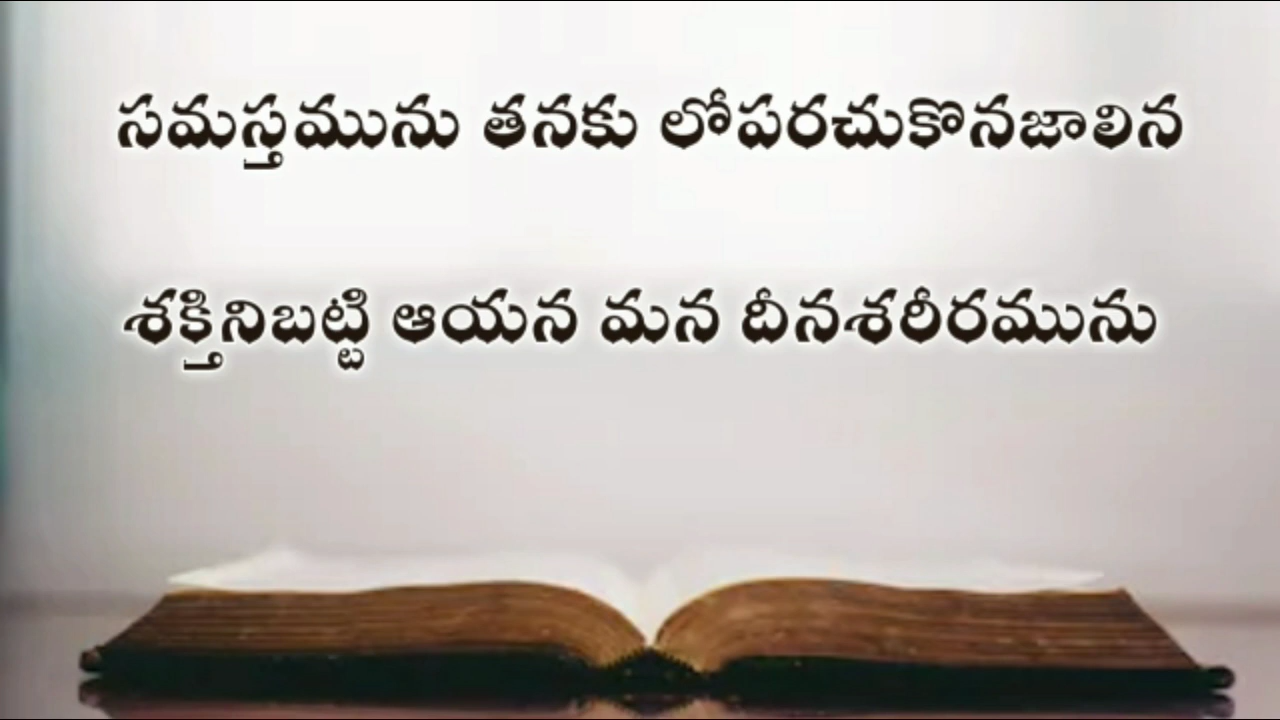 సమస్తమును తనకు లోపరచుకొనజాలిన
శక్తినిబట్టి ఆయన మన దీనశరీరమును